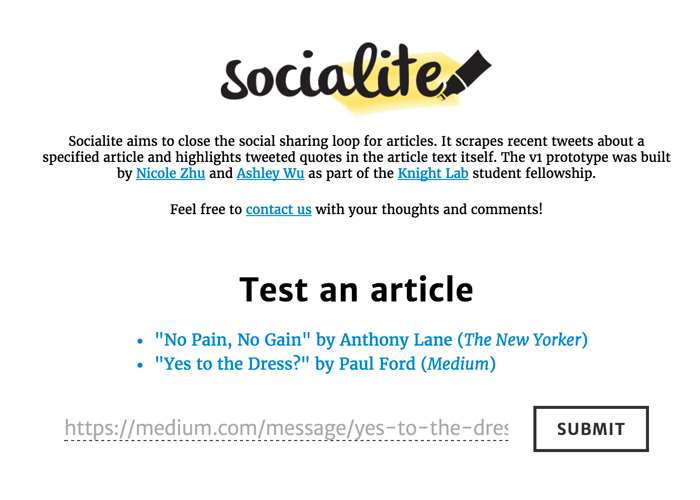 socialite
Socialite aims to close the social sharing loop for articles. It scrapes recent tweets about a
specified article and highlights tweeted quotes in the article text itself. The v1 prototype was built
by Nicole Zhu and Ashley Wu as part of the Knight Lab student fellowship.
Feel free to contact us with your thoughts and comments!
Test an article
• "No Pain, No Gain" by Anthony Lane (The New Yorker)
• "Yes to the Dress?" by Paul Ford (Medium)
https://medium.com/message/yes-to-the-dres
SUBMIT